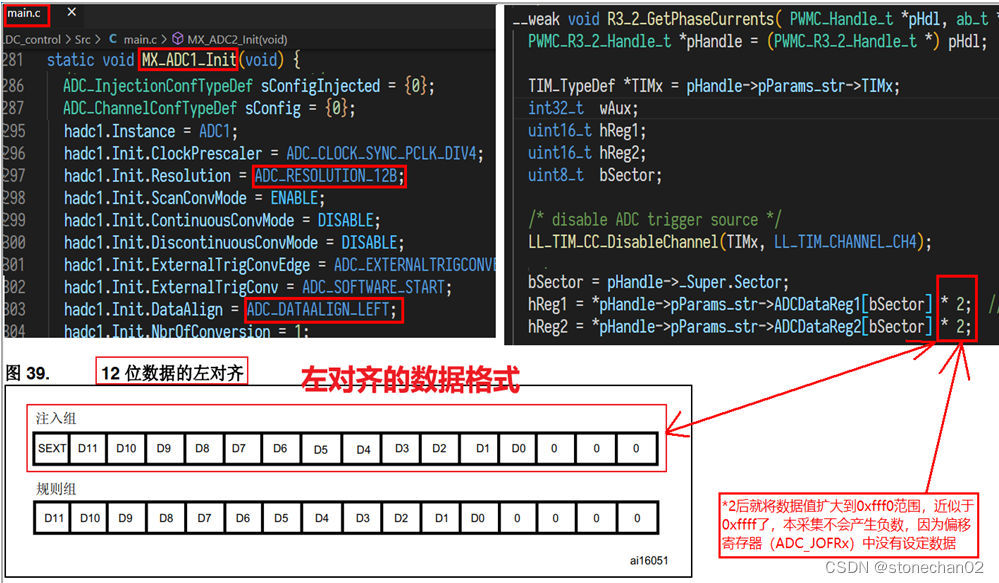 main.c ×
.DC_control > Src > C main.c > MX_ADC2_Init(void)
281 static void MX_ADC1_Init(void) {
286 ADC_InjectionConfTypeDef sConfigInjected = {0};
287 ADC_ChannelConfTypeDef sConfig = {0};
295 hadc1.Instance = ADC1;
296 hadc1.Init.ClockPrescaler = ADC_CLOCK_SYNC_PCLK_DIV4;
297 hadc1.Init.Resolution = ADC_RESOLUTION_12B;
298 hadc1.Init.ScanConvMode = ENABLE;
299 hadc1.Init.ContinuousConvMode = DISABLE;
300 hadc1.Init.DiscontinuousConvMode = DISABLE;
301 hadc1.Init.ExternalTrigConvEdge = ADC_EXTERNALTRIGCONVE
302 hadc1.Init.ExternalTrigConv = ADC_SOFTWARE_START;
303 hadc1.Init.DataAlign = ADC_DATAALIGN_LEFT;
304 hadc1.Init.NbrOfConversion = 1;
__weak void R3_2_GetPhaseCurrents( PWMC_Handle_t *pHdl, ab_t *
PWMC_R3_2_Handle_t *pHandle = (PWMC_R3_2_Handle_t *) pHdl;
TIM_TypeDef *TIMx = pHandle->pParams_str->TIMx;
int32_t wAux;
uint16_t hReg1;
uint16_t hReg2;
uint8_t bSector;
/* disable ADC trigger source */
LL_TIM_CC_DisableChannel(TIMx, LL_TIM_CHANNEL_CH4);
bSector = pHandle->_Super.Sector;
hReg1 = *pHandle->pParams_str->ADCDataReg1[bSector] * 2; /
hReg2 = *pHandle->pParams_str->ADCDataReg2[bSector] * 2;
图 39. 12 位数据的左对齐
左对齐的数据格式
注入组
SEXT D11 D10 D9 D8 D7 D6 D5 D4 D3 D2 D1 D0 0 0 0
规则组
D11 D10 D9 D8 D7 D6 D5 D4 D3 D2 D1 D0 0 0 0 0
ai16051
*2后就将数据值扩大到0xfff0范围，近似于
0xffff了，本采集不会产生负数，因为偏移
寄存器（ADC_JOFRx）中没有设定数据
CSDN @stonechan02